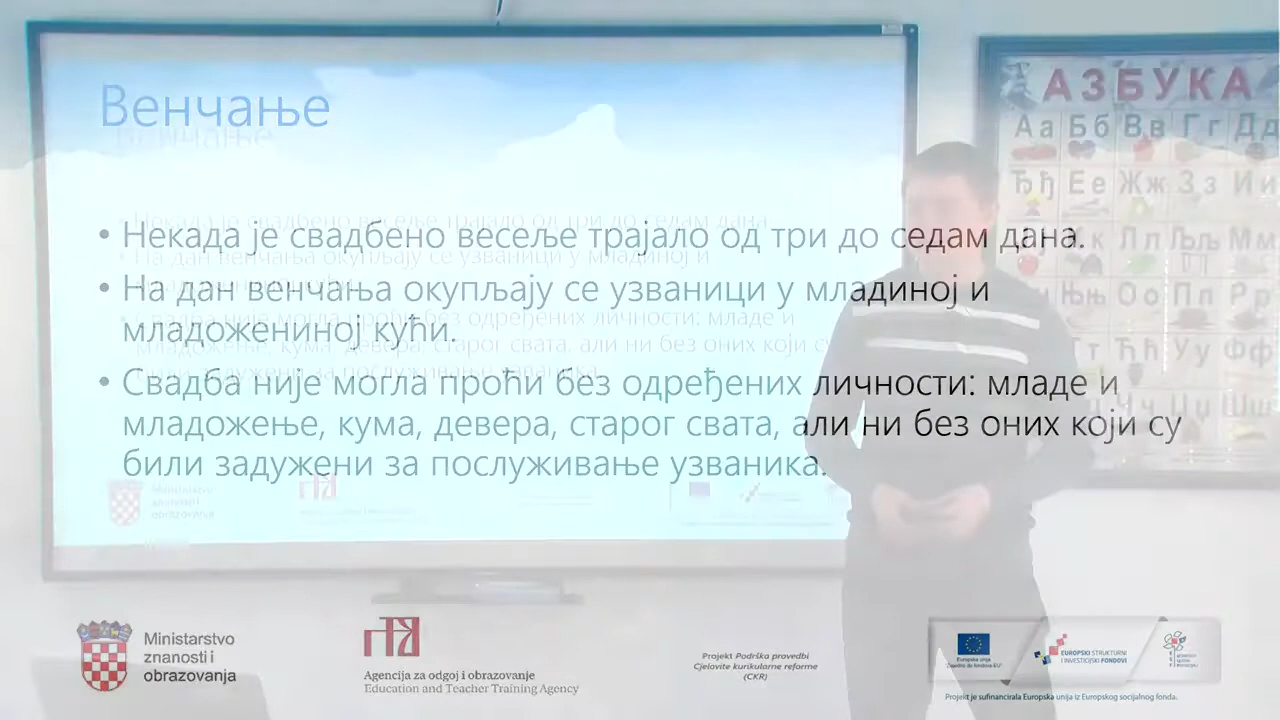 Венчање
• Некада је свадбено весеље трајало од три до седам дана.
• На дан венчања окупљају се узваници у младиној и
младожениној кући.
• Свадба није могла проћи без одређених личности: младе и
младожење, кума, девера, старог свата, али ни без оних који су
били задужени за послуживање узваника.
АЗБУКА
Аа Бб Вв Гг Дд
Ђђ Ее Жж Зз Ии
Лл Љљ Мм
Њњ Оо Пп Рр
Ћћ Уу Фф
Ministarstvo
znanosti i
obrazovanja
Agencija za odgoj i obrazovanje
Education and Teacher Training Agency
Projekt Podrška provedbi
Cjelovite kurikularne reforme
(CKR)
Europska unija
EUROPSKI STRUKTURNI
I INVESTICIJSKI FONDOVI
Projekt je sufinancirala Europska unija iz Europskog socijalnog fonda.